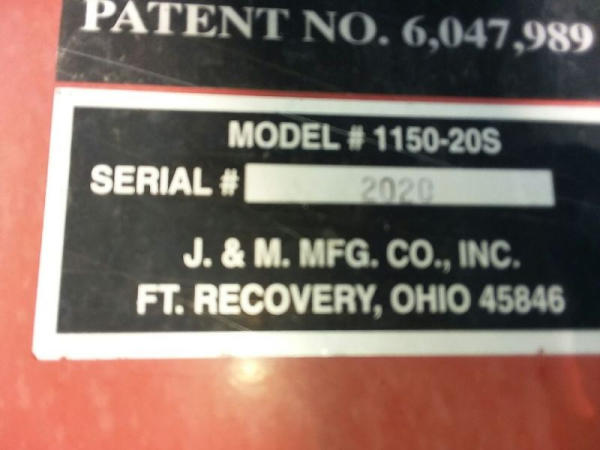 PATENT NO. 6,047,989
MODEL # 1150-20S
SERIAL # 2020
J. & M. MFG. CO., INC.
FT. RECOVERY, OHIO 45846